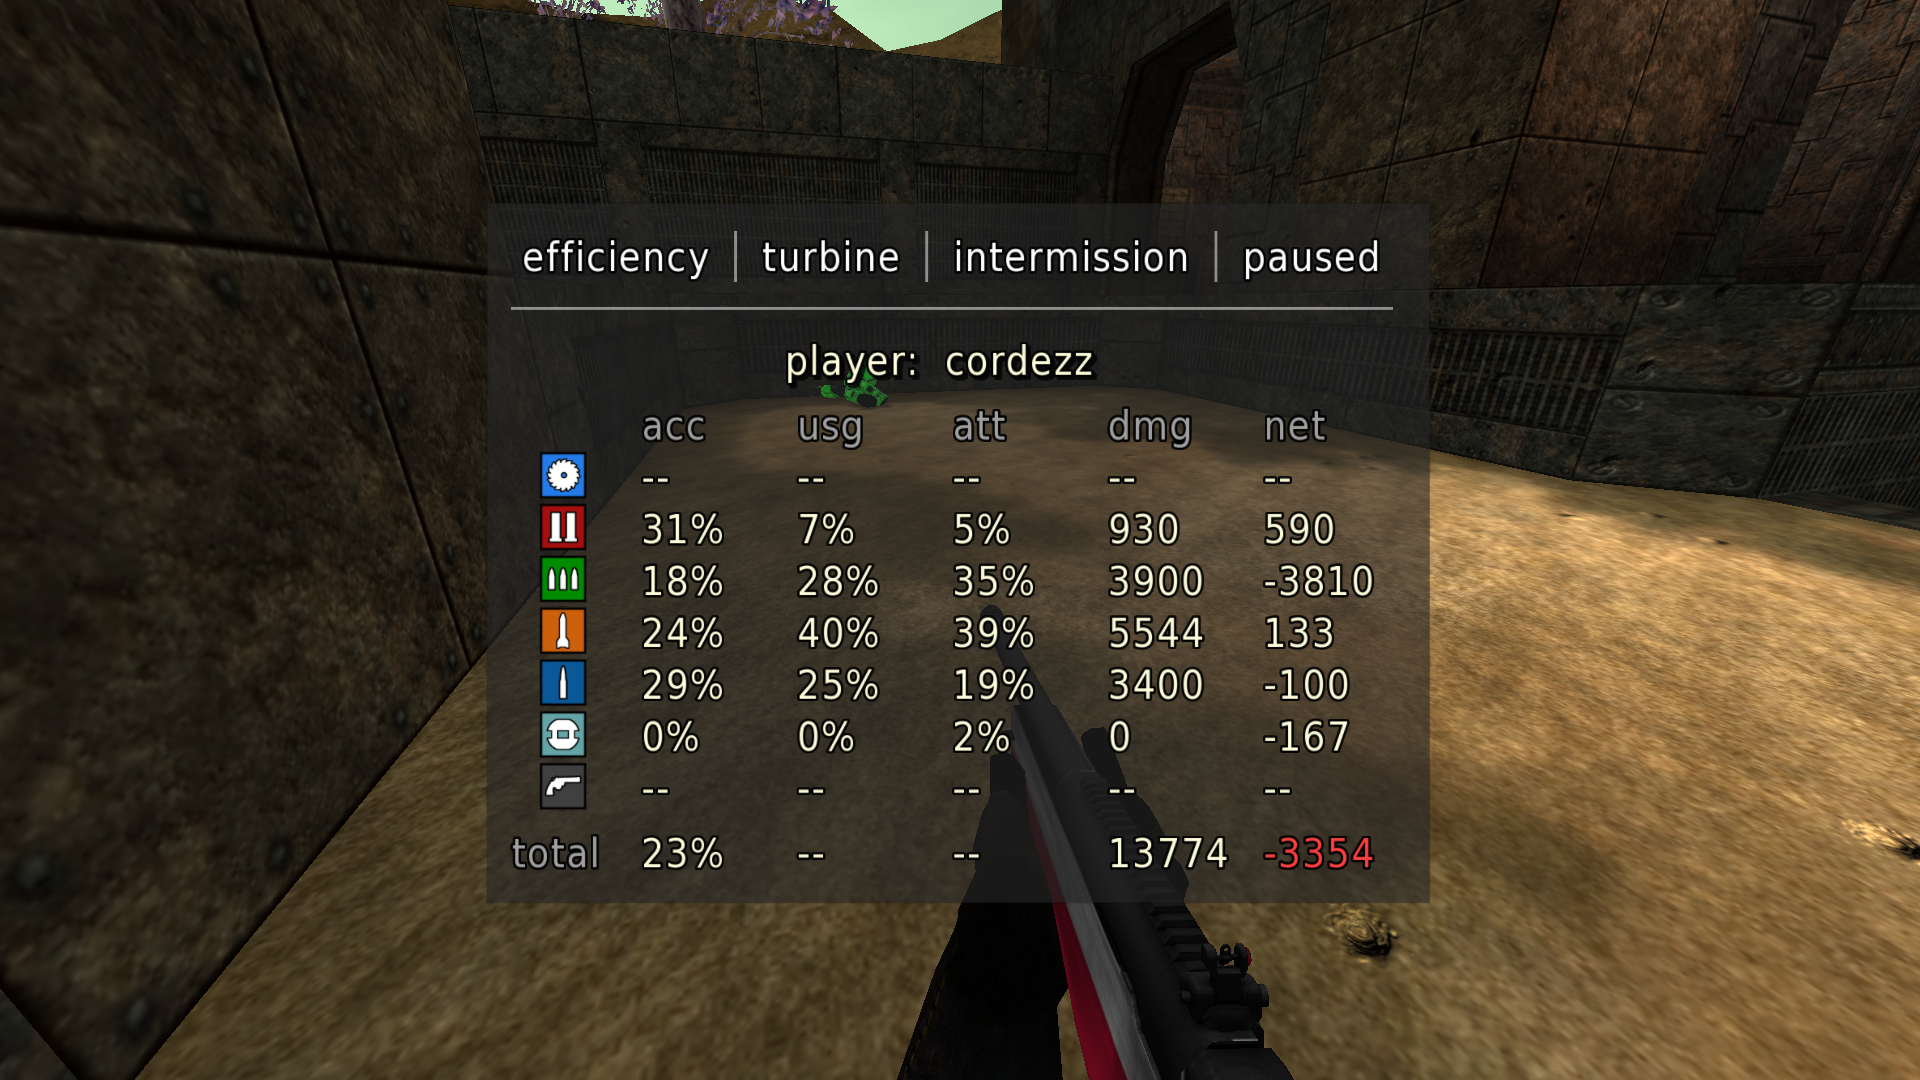 efficiency | turbine | intermission | paused
player: cordezz
acc usg att dmg net
-- -- -- -- --
31% 7% 5% 930 590
18% 28% 35% 3900 -3810
24% 40% 39% 5544 133
29% 25% 19% 3400 -100
0% 0% 2% 0 -167
-- -- -- -- --
total 23% -- -- 13774 -3354